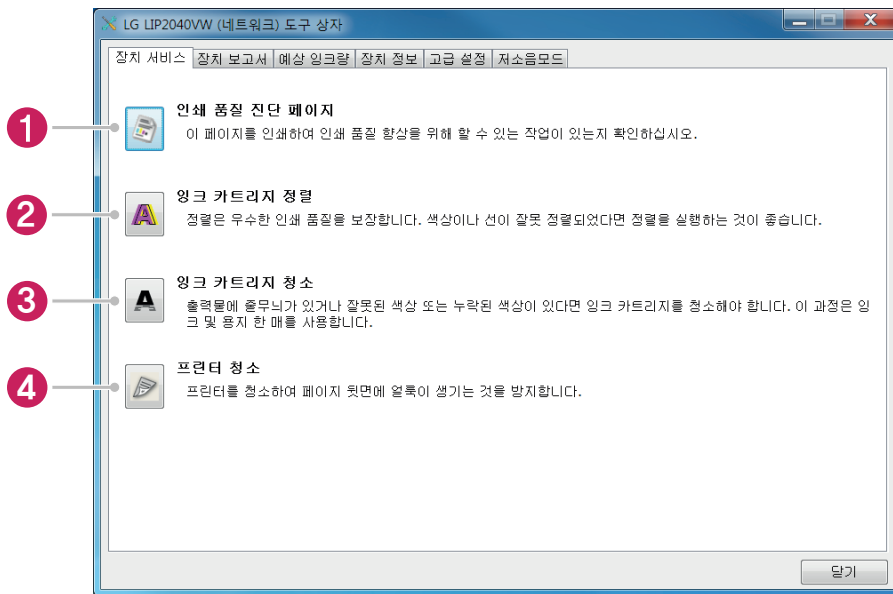 LG LIP2040VW (네트워크) 도구 상자
장치 서비스 장치 보고서 예상 잉크량 장치 정보 고급 설정 저소음모드
1
인쇄 품질 진단 페이지
이 페이지를 인쇄하여 인쇄 품질 향상을 위해 할 수 있는 작업이 있는지 확인하십시오.
2
잉크 카트리지 정렬
정렬은 우수한 인쇄 품질을 보장합니다. 색상이나 선이 잘못 정렬되었다면 정렬을 실행하는 것이 좋습니다.
3
잉크 카트리지 청소
출력물에 줄무늬가 있거나 잘못된 색상 또는 누락된 색상이 있다면 잉크 카트리지를 청소해야 합니다. 이 과정은 잉
크 및 용지 한 매를 사용합니다.
4
프린터 청소
프린터를 청소하여 페이지 뒷면에 얼룩이 생기는 것을 방지합니다.
닫기